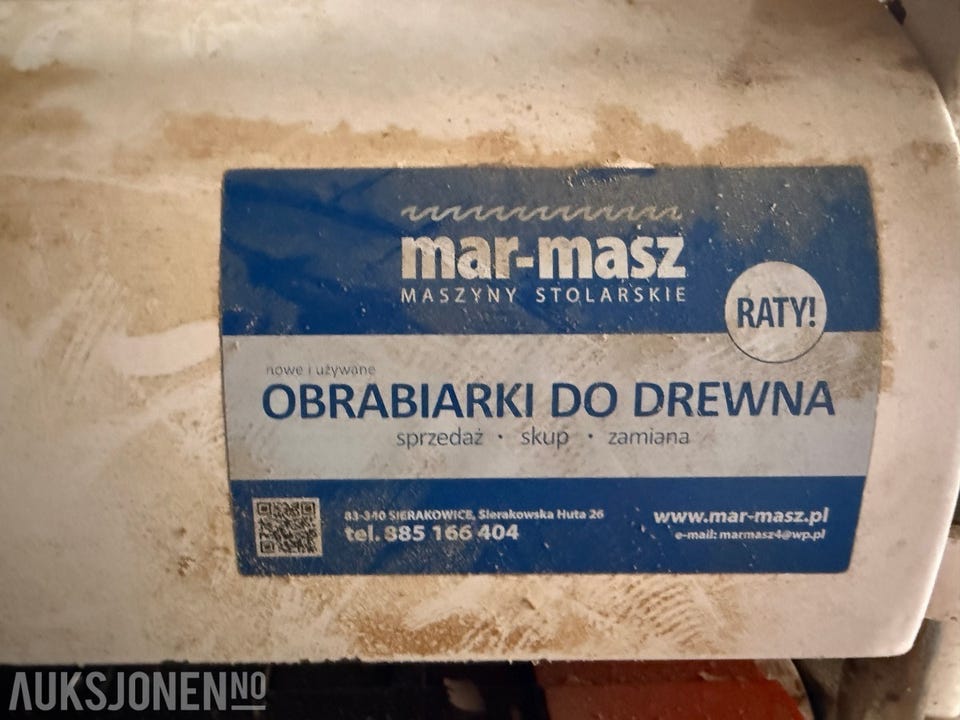 mar-masz
MASZYNY STOLARSKIE
RATY!
nowe i używane
OBRABIARKI DO DREWNA
sprzedaż · skup · zamiana
83-340 SIERAKOWICE, Sierakowska Huta 26
tel. 885 166 404
www.mar-masz.pl
e-mail: marmasz4@wp.pl
AUKSJONEN NO